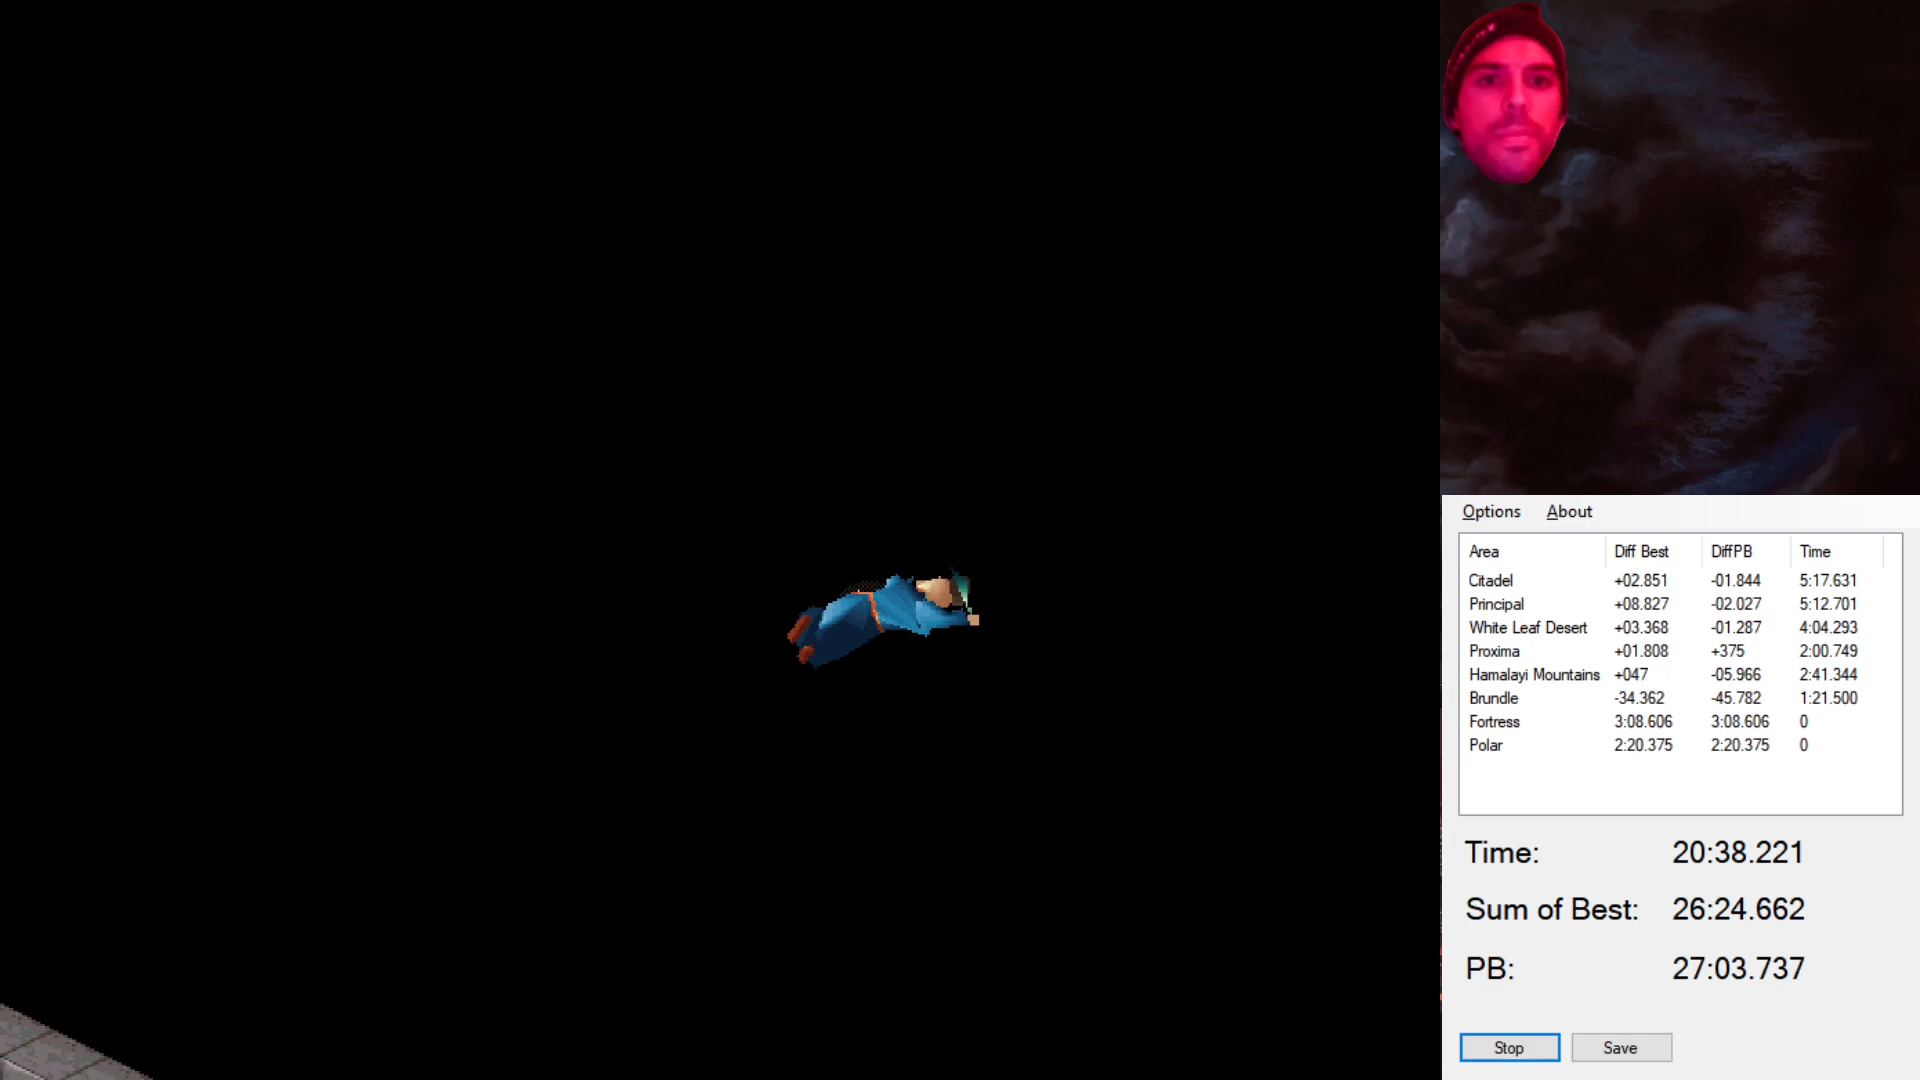 Options About
Area Diff Best DiffPB Time
Citadel +02.851 -01.844 5:17.631
Principal +08.827 -02.027 5:12.701
White Leaf Desert +03.368 -01.287 4:04.293
Proxima +01.808 +375 2:00.749
Hamalayi Mountains +047 -05.966 2:41.344
Brundle -34.362 -45.782 1:21.500
Fortress 3:08.606 3:08.606 0
Polar 2:20.375 2:20.375 0
Time: 20:38.221
Sum of Best: 26:24.662
PB: 27:03.737
Stop Save